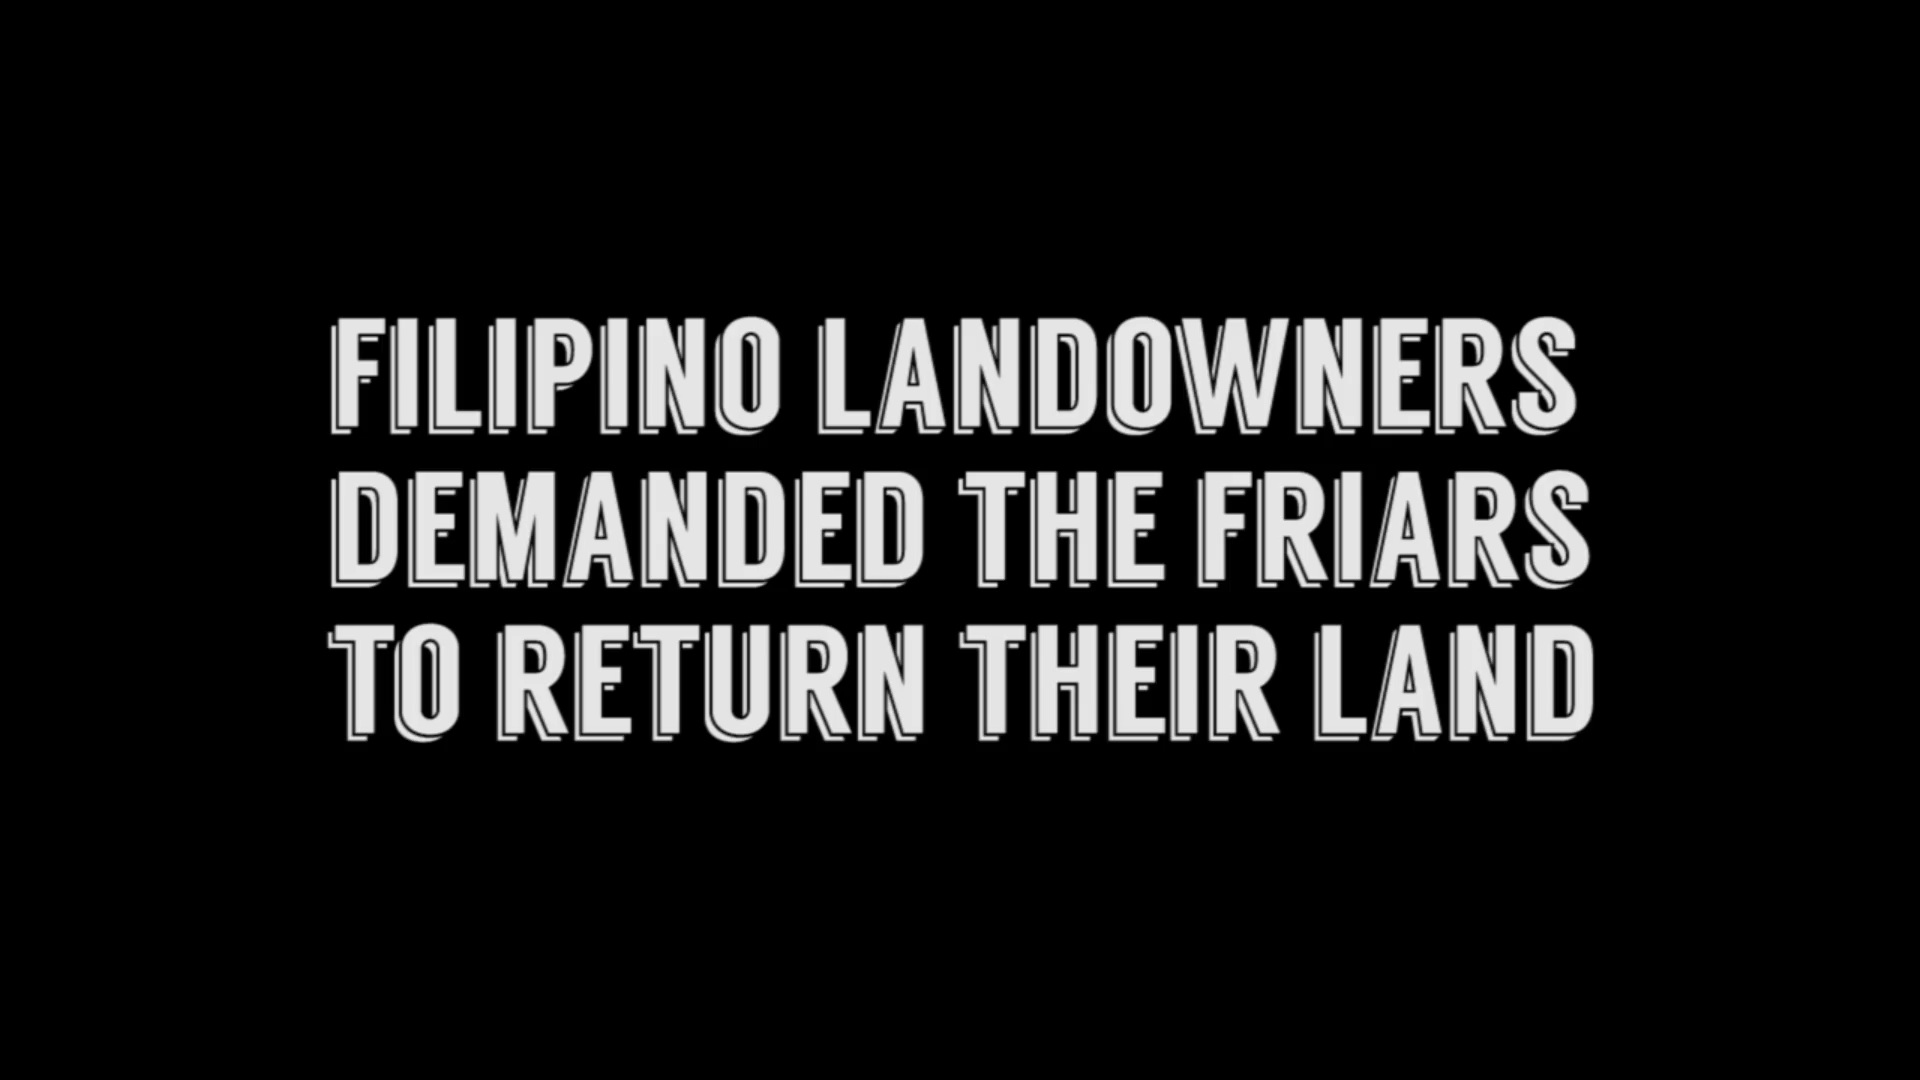 FILIPINO LANDOWNERS
DEMANDED THE FRIARS
TO RETURN THEIR LAND